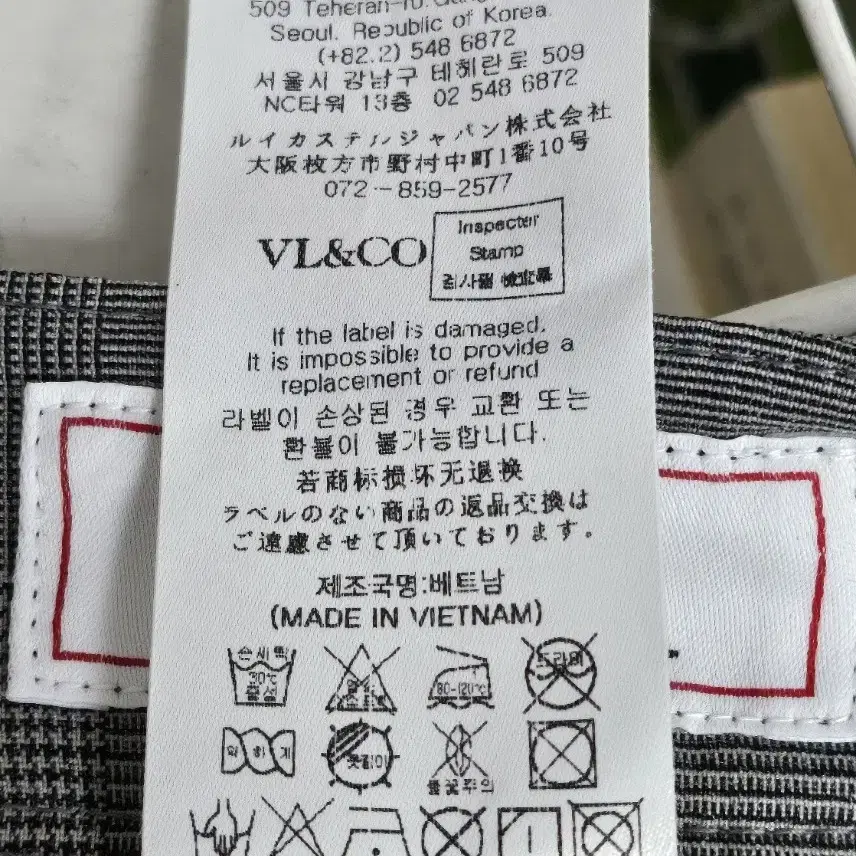 509 Teheran-ro.
Seoul, Republic of Korea.
(+82.2) 548 6872
서울시 강남구 테헤란로 509
NC타워 13층 02 548 6872
ルイカステルジャパン株式会社
大阪枚方市野村中町1番10号
072-859-2577
VL&CO
Inspecter
Stamp
검사필
If the label is damaged,
It is impossible to provide a
replacement or refund
라벨이 손상된 경우 교환 또는
환불이 불가능합니다.
若商标损坏无退换
ラベルのない商品の返品交換は
ご遠慮させて頂いております。
제조국명:베트남
(MADE IN VIETNAM)
손세탁
30℃
중성
80-120℃
드라이
약하게
옷걸이
불꽃주의